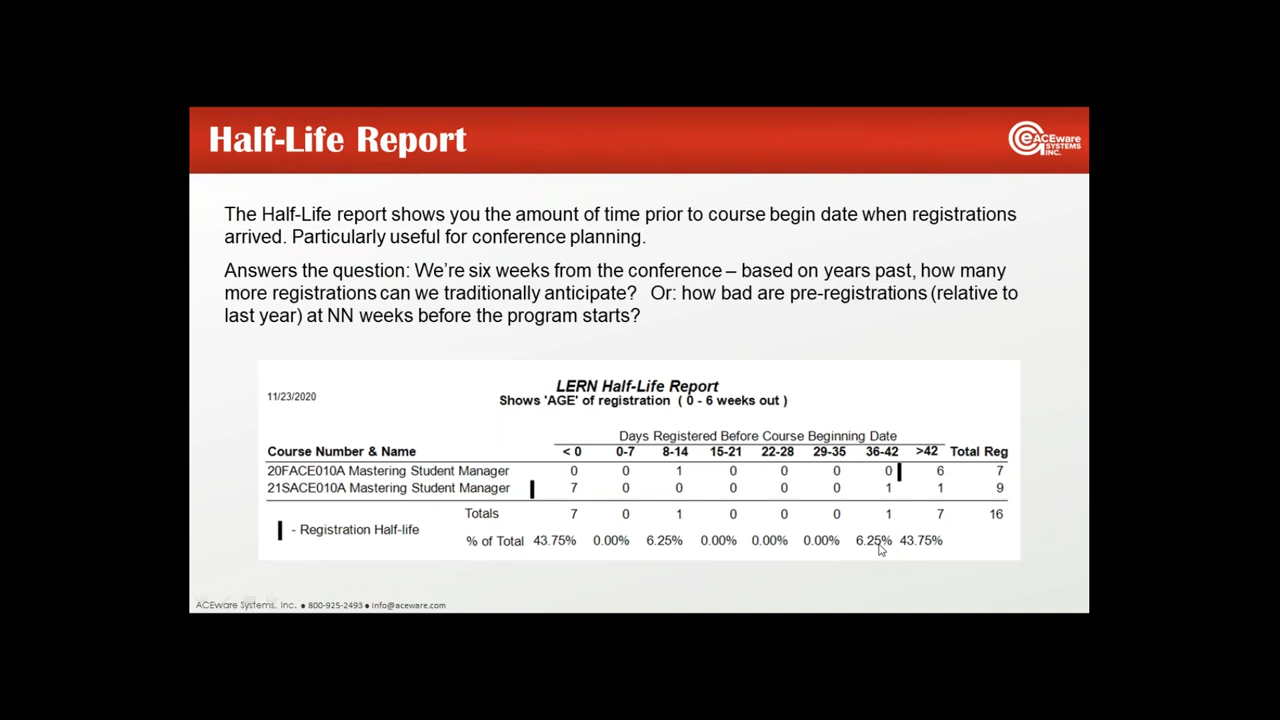 Half-Life Report
eACEware
SYSTEMS
INC.
The Half-Life report shows you the amount of time prior to course begin date when registrations
arrived. Particularly useful for conference planning.
Answers the question: We're six weeks from the conference – based on years past, how many
more registrations can we traditionally anticipate? Or: how bad are pre-registrations (relative to
last year) at NN weeks before the program starts?
LERN Half-Life Report
11/23/2020
Shows 'AGE' of registration ( 0 - 6 weeks out )
Days Registered Before Course Beginning Date
Course Number & Name < 0 0-7 8-14 15-21 22-28 29-35 36-42 >42 Total Reg
20FACE010A Mastering Student Manager 0 0 1 0 0 0 0 6 7
21SACE010A Mastering Student Manager 7 0 0 0 0 0 1 1 9
Totals 7 0 1 0 0 0 1 7 16
- Registration Half-life
% of Total 43.75% 0.00% 6.25% 0.00% 0.00% 0.00% 6.25% 43.75%
ACEware Systems, Inc. ● 800-925-2493 ● info@aceware.com